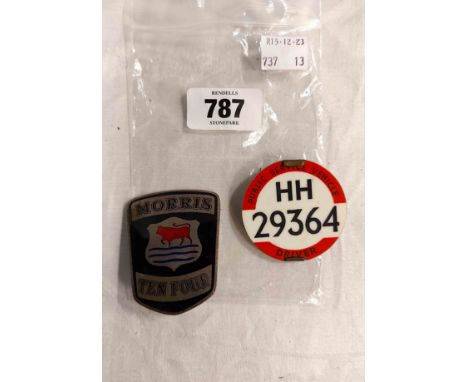 R15-12-23
737 13
RENDELLS
787
STONEPARK
MORRIS
TEN FOUR
PUBLIC SERVICE VEHICLE
HH
29364
DRIVER